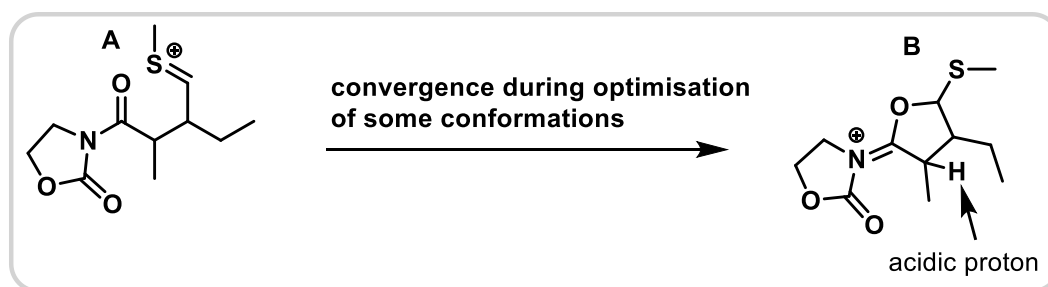 A
S
⊕
O
N
O
O
convergence during optimisation
of some conformations
B
S
O
⊕
N
H
O
O
acidic proton